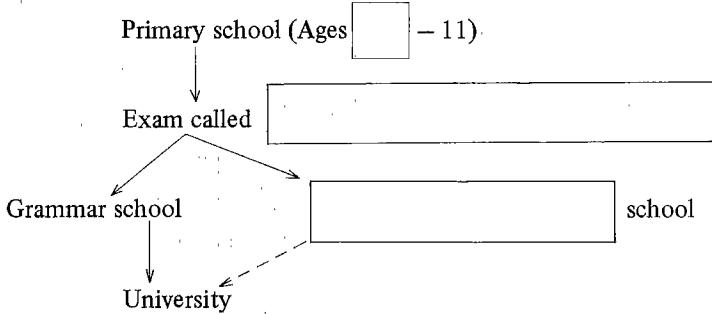 Primary school (Ages – 11)
Exam called
Grammar school school
University